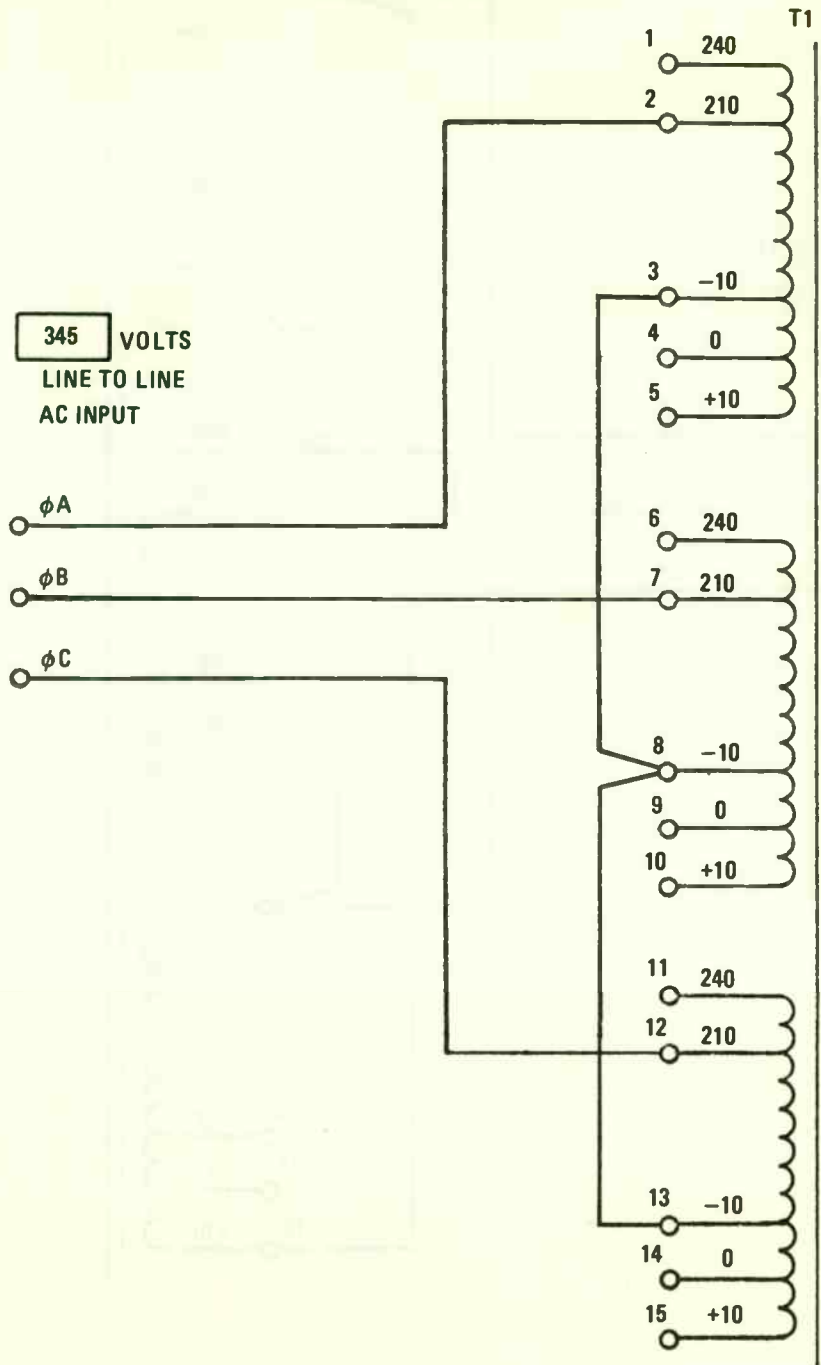 T1
1 240
2 210
3 −10
4 0
5 +10
345 VOLTS
LINE TO LINE
AC INPUT
ϕA
ϕB
ϕC
6 240
7 210
8 −10
9 0
10 +10
11 240
12 210
13 −10
14 0
15 +10